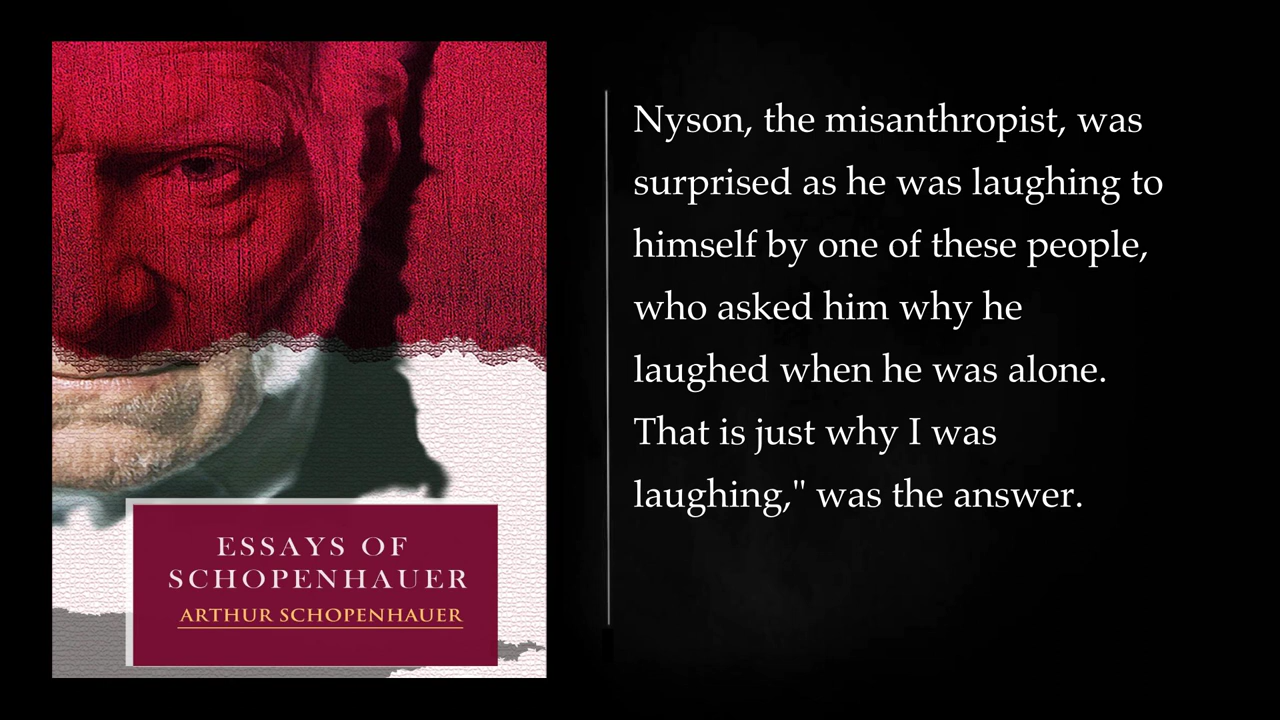 ESSAYS OF
SCHOPENHAUER
ARTHUR SCHOPENHAUER
Nyson, the misanthropist, was
surprised as he was laughing to
himself by one of these people,
who asked him why he
laughed when he was alone.
That is just why I was
laughing," was the answer.